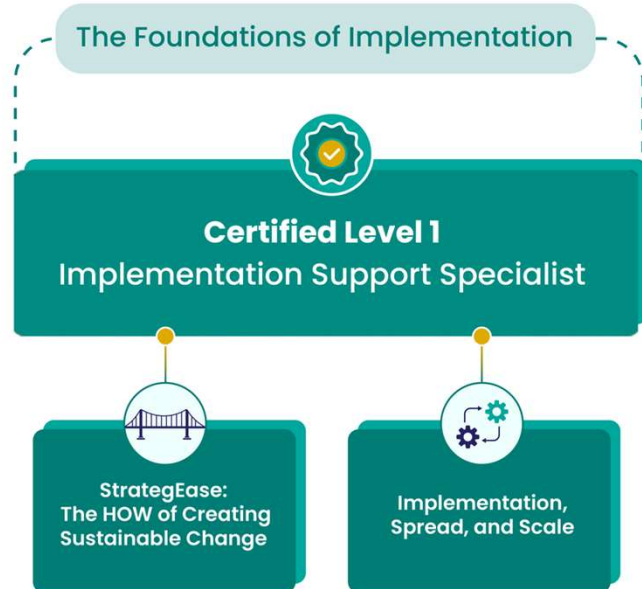 The Foundations of Implementation
Certified Level 1
Implementation Support Specialist
StrategEase:
The HOW of Creating
Sustainable Change
Implementation,
Spread, and Scale